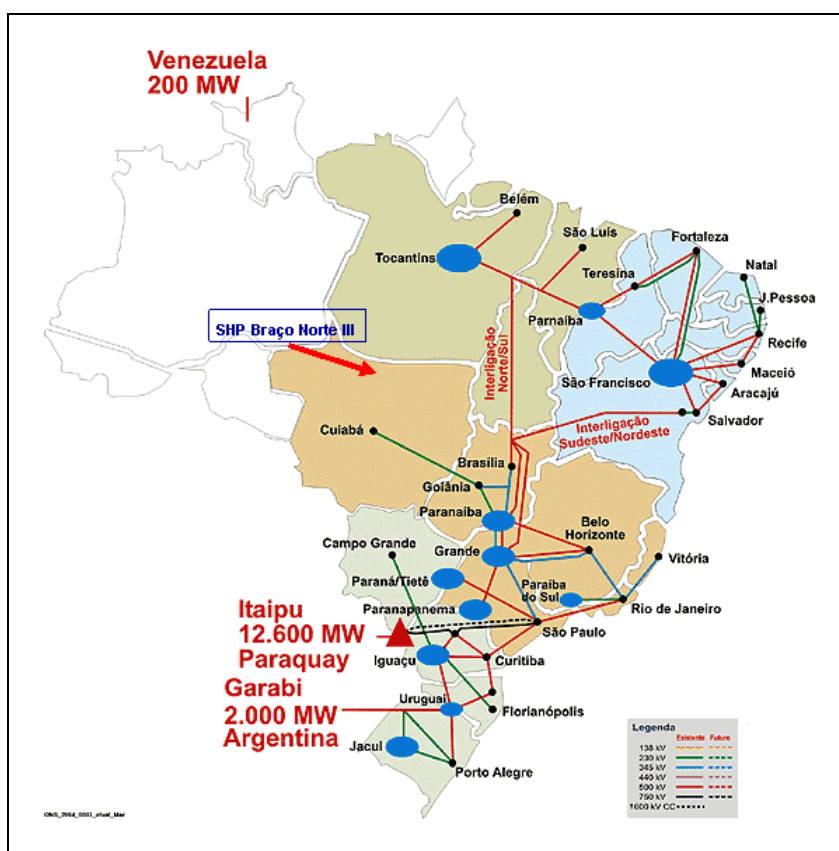 Venezuela
200 MW
Belém
São Luís
Fortaleza
Tocantins
Teresina
Natal
J.Pessoa
Parnaíba
SHP Braço Norte III
Recife
Interligação
Norte/Sul
São Francisco
Maceió
Aracajú
Salvador
Interligação
Sudeste/Nordeste
Cuiabá
Brasília
Goiânia
Paranaíba
Belo
Horizonte
Campo Grande
Grande
Vitória
Paraná/Tietê
Paraíba
do Sul
Paranapanema
Rio de Janeiro
Itaipu
12.600 MW
Paraquay
São Paulo
Iguaçu
Curitiba
Garabi
2.000 MW
Argentina
Uruguai
Florianópolis
Jacuí
Porto Alegre
Legenda
Existente Futuro
138 kV
230 kV
345 kV
440 kV
500 kV
750 kV
1600 kV CC